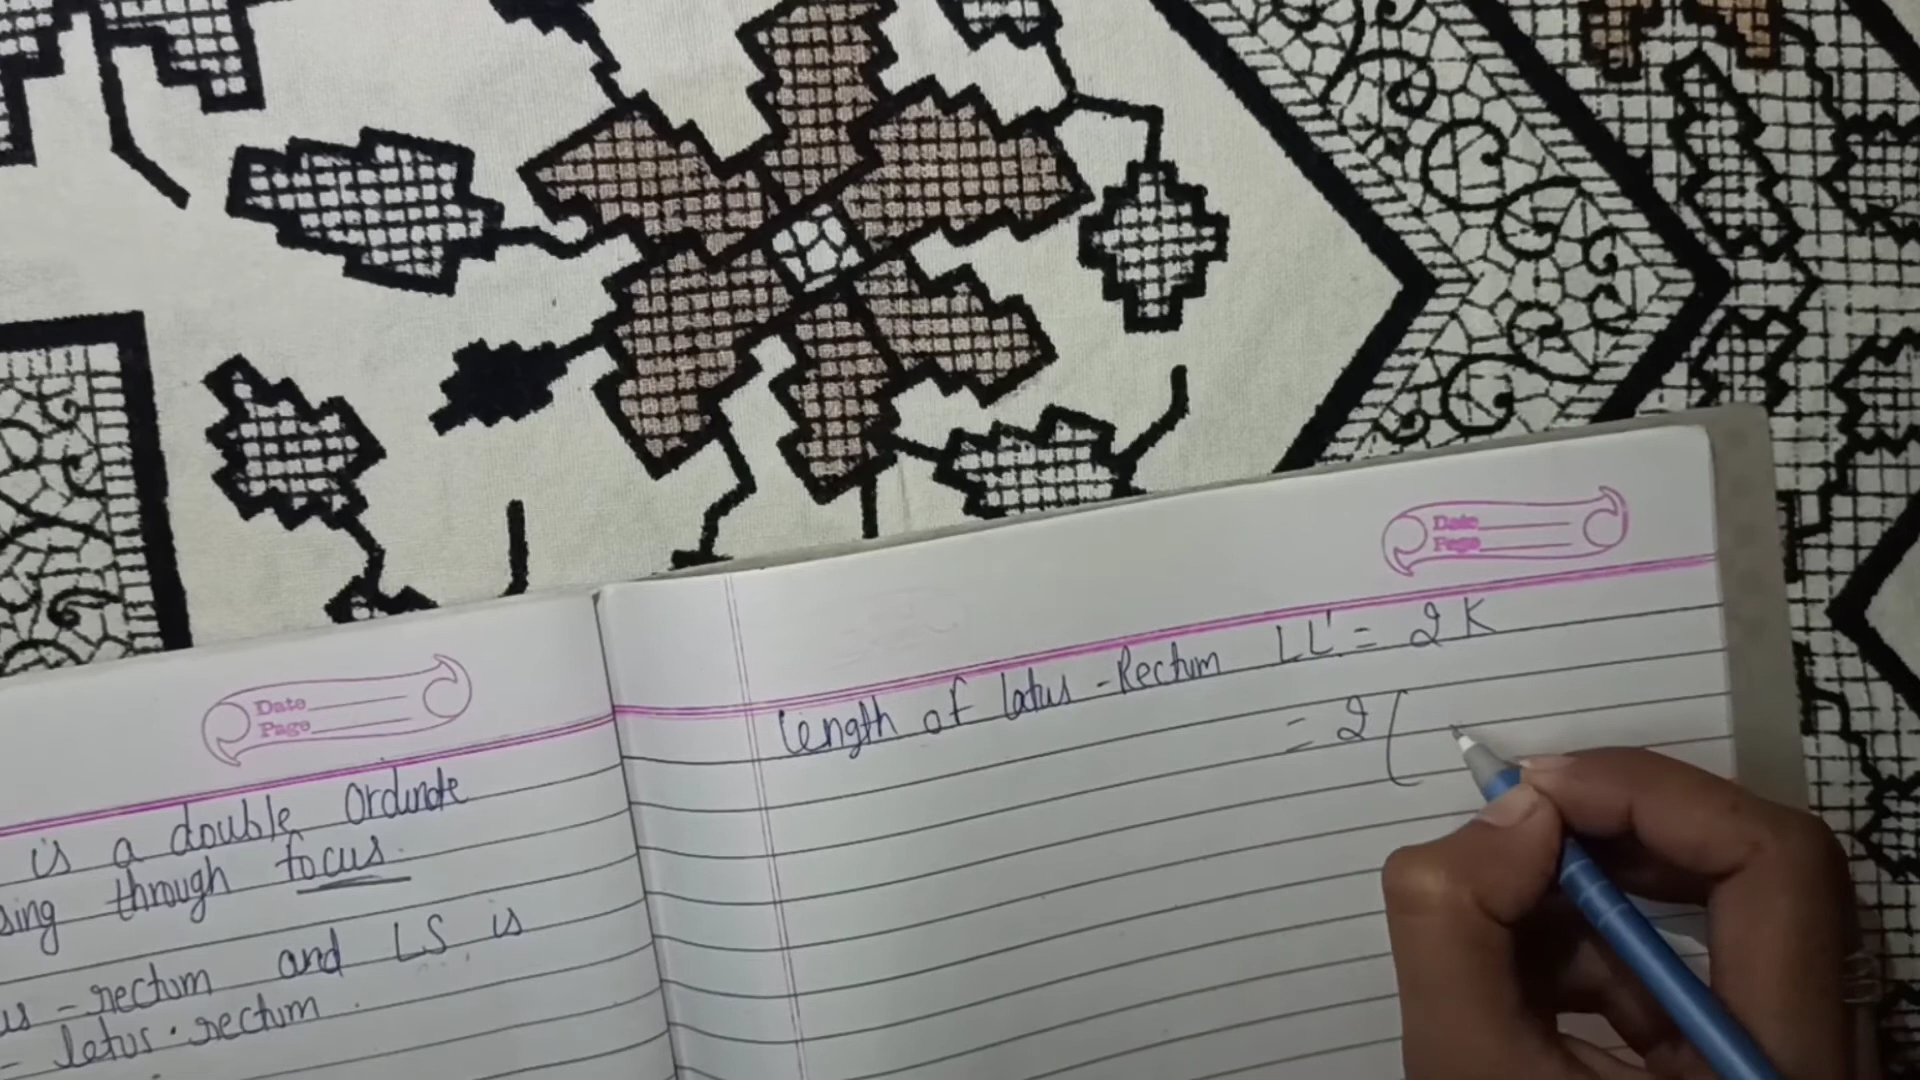 Date
Page
is a double ordinate
sing through focus.
us - rectum and LS is
- letus. rectum.
Date
Page
length of latus - Rectum LL' = 2K
= 2(